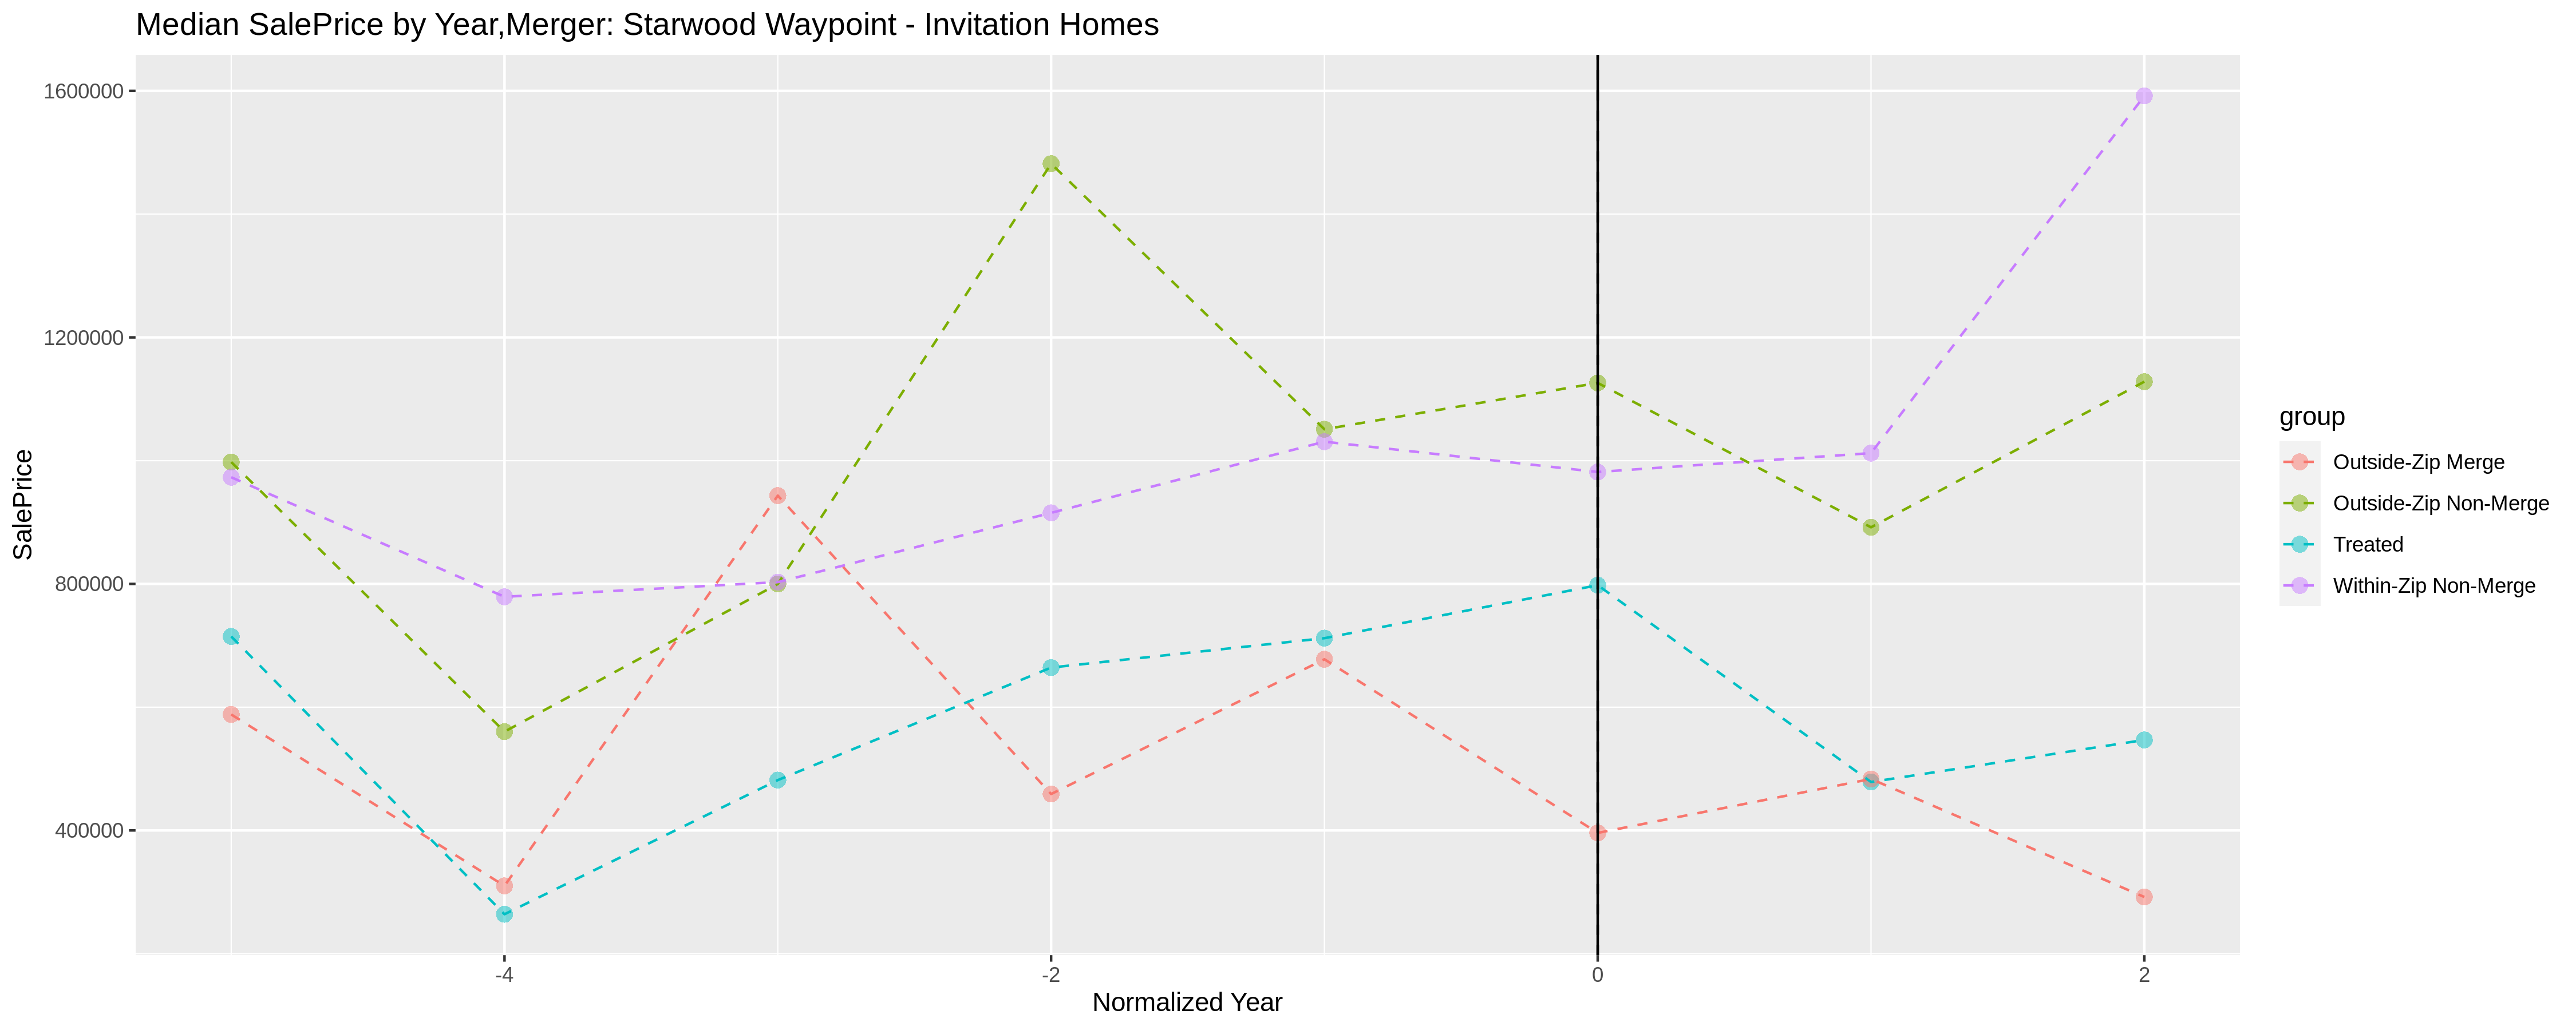 Median SalePrice by Year,Merger: Starwood Waypoint - Invitation Homes
SalePrice
1600000
1200000
800000
400000
-4
-2
0
2
Normalized Year
group
Outside-Zip Merge
Outside-Zip Non-Merge
Treated
Within-Zip Non-Merge